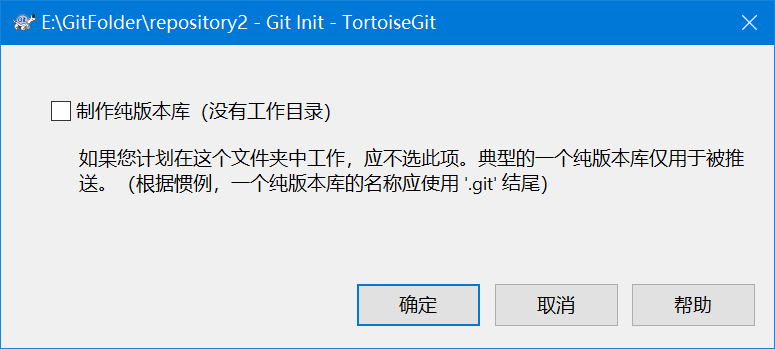 E:\GitFolder\repository2 - Git Init - TortoiseGit
制作纯版本库（没有工作目录）
如果您计划在这个文件夹中工作，应不选此项。典型的一个纯版本库仅用于被推
送。（根据惯例，一个纯版本库的名称应使用 '.git' 结尾）
确定 取消 帮助